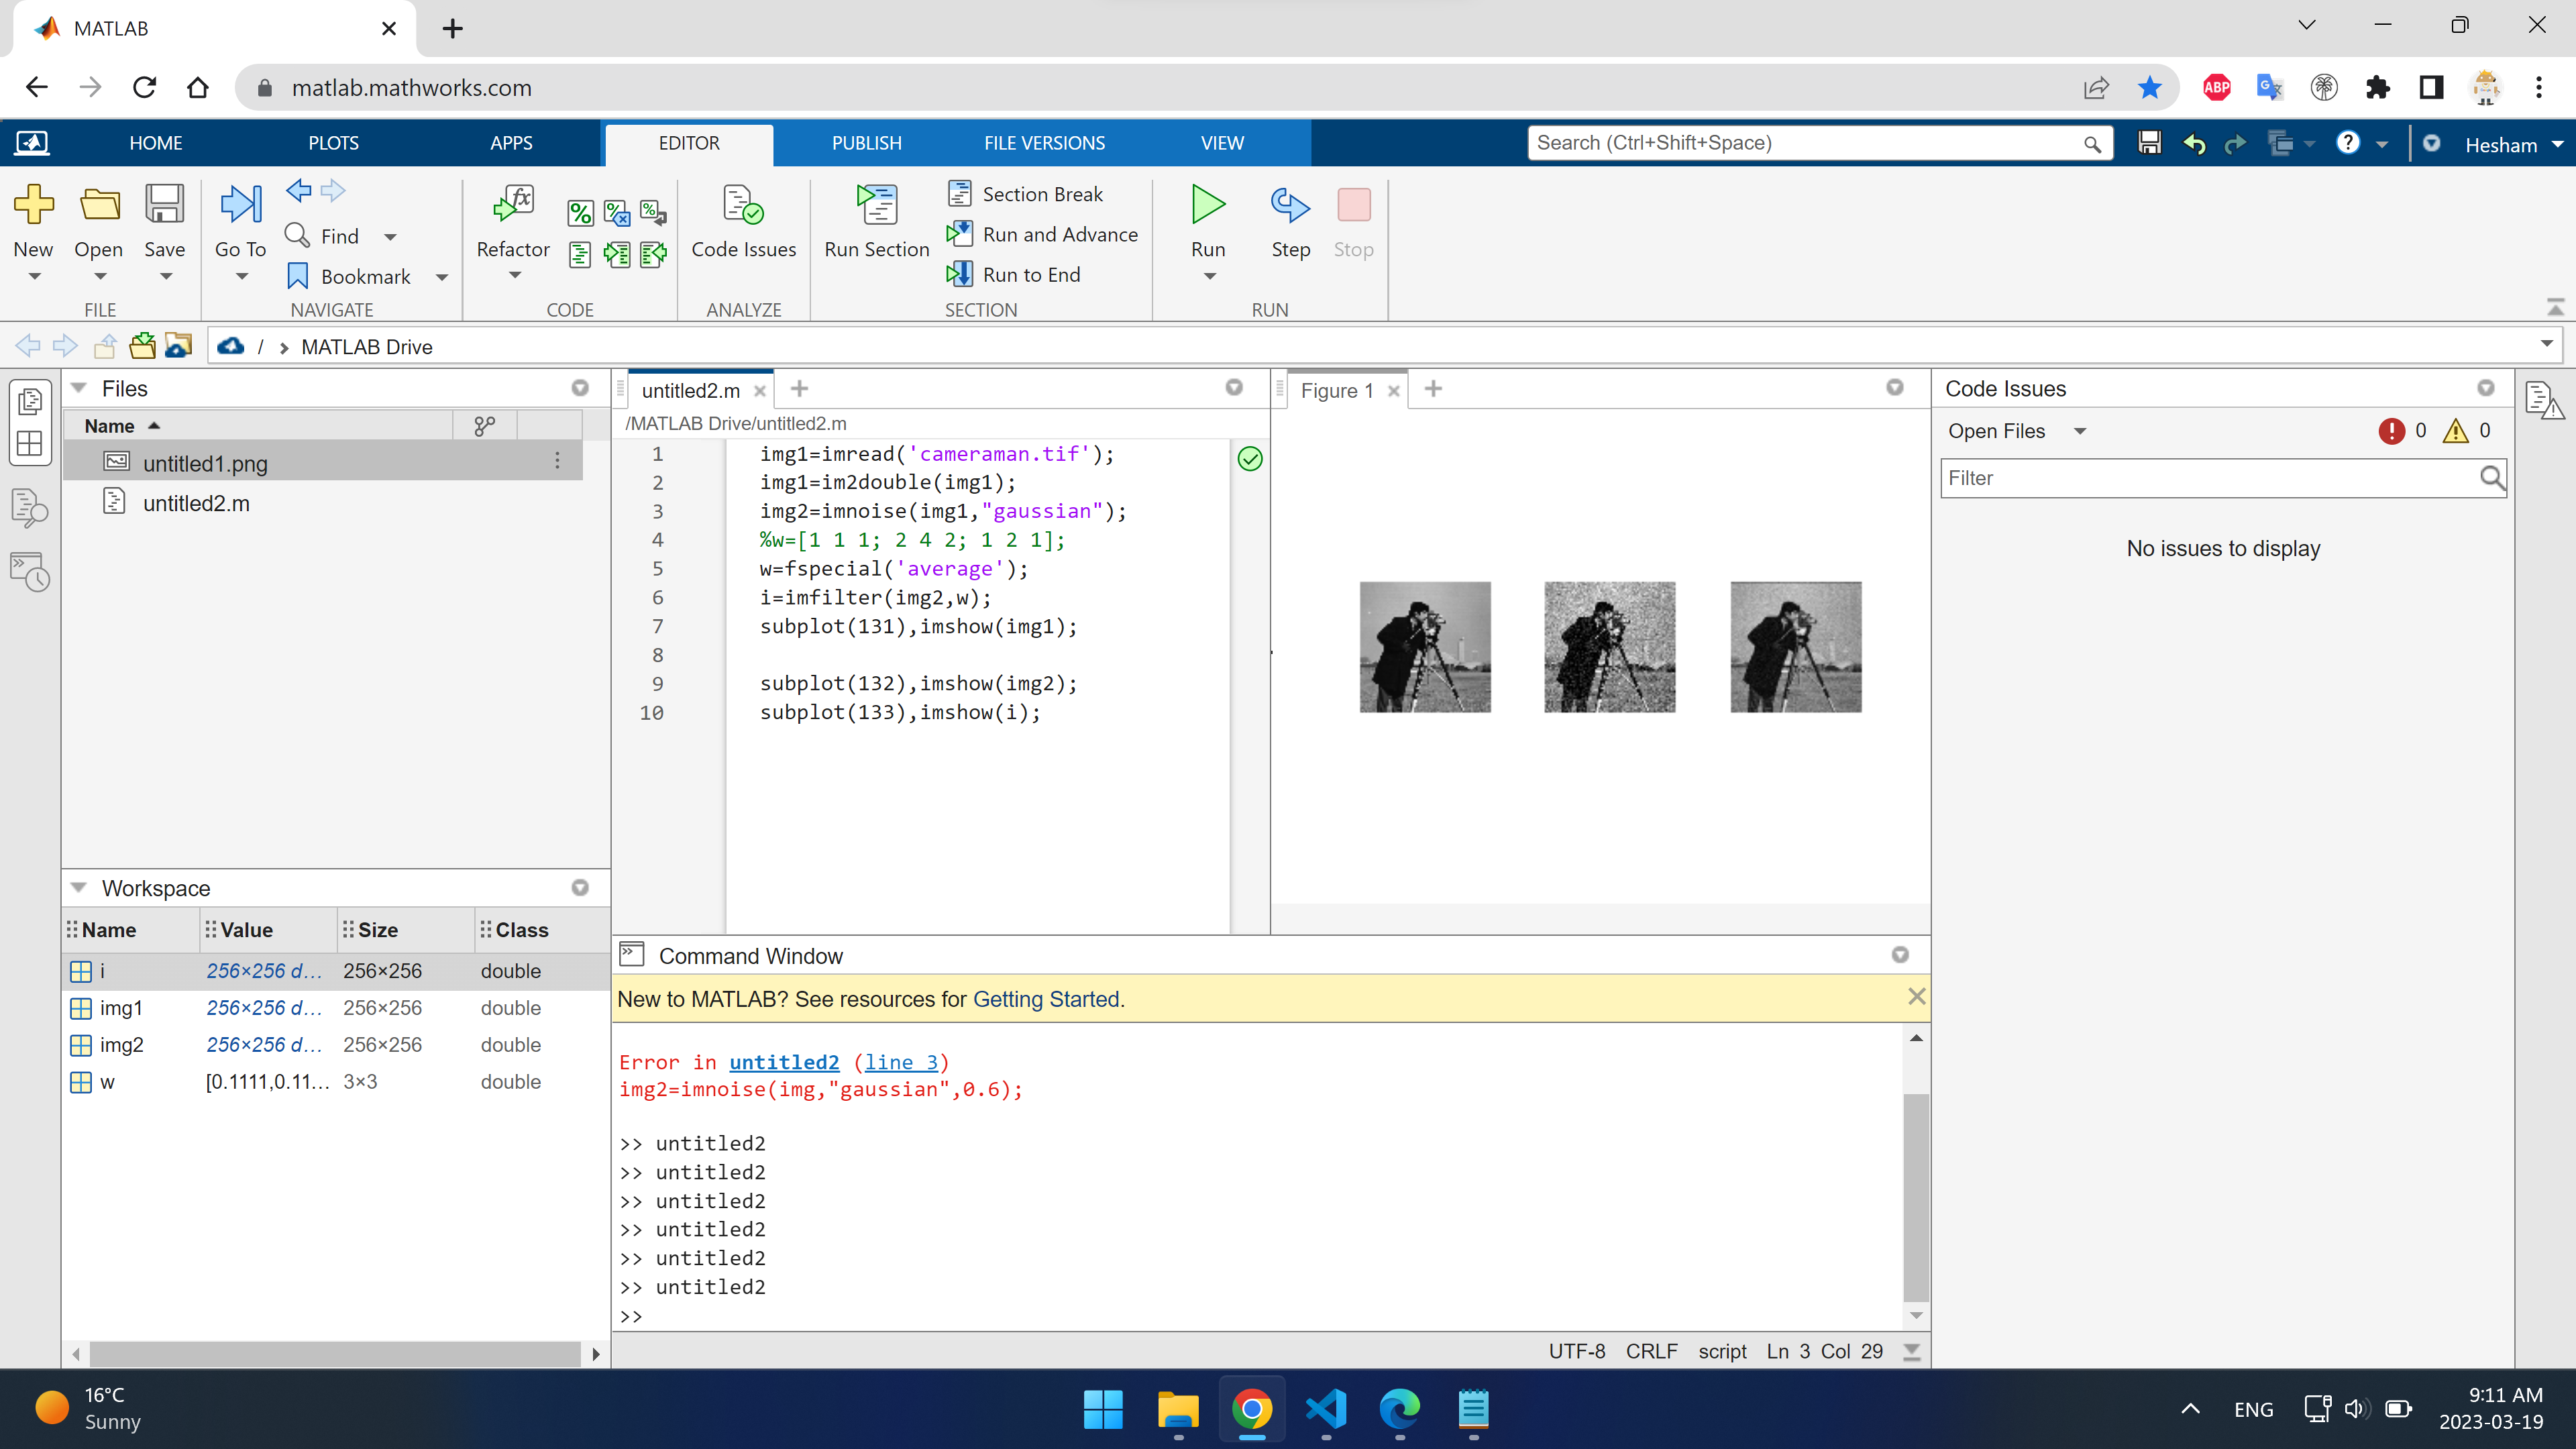 MATLAB
matlab.mathworks.com
ABP
HOME PLOTS APPS EDITOR PUBLISH FILE VERSIONS VIEW
Search (Ctrl+Shift+Space)
Hesham
New Open Save
FILE
Go To
Find
Bookmark
NAVIGATE
Refactor
CODE
Code Issues
ANALYZE
Run Section
Section Break
Run and Advance
Run to End
SECTION
Run Step Stop
RUN
/ > MATLAB Drive
Files
Name
untitled1.png
untitled2.m
Workspace
Name Value Size Class
i 256×256 d... 256×256 double
img1 256×256 d... 256×256 double
img2 256×256 d... 256×256 double
w [0.1111,0.11... 3×3 double
untitled2.m
/MATLAB Drive/untitled2.m
1 img1=imread('cameraman.tif');
2 img1=im2double(img1);
3 img2=imnoise(img1,"gaussian");
4 %w=[1 1 1; 2 4 2; 1 2 1];
5 w=fspecial('average');
6 i=imfilter(img2,w);
7 subplot(131),imshow(img1);
8
9 subplot(132),imshow(img2);
10 subplot(133),imshow(i);
Figure 1
Code Issues
Open Files
0 0
Filter
No issues to display
Command Window
New to MATLAB? See resources for Getting Started.
Error in untitled2 (line 3)
img2=imnoise(img,"gaussian",0.6);
>> untitled2
>> untitled2
>> untitled2
>> untitled2
>> untitled2
>> untitled2
>>
UTF-8 CRLF script Ln 3 Col 29
16°C
Sunny
ENG
9:11 AM
2023-03-19